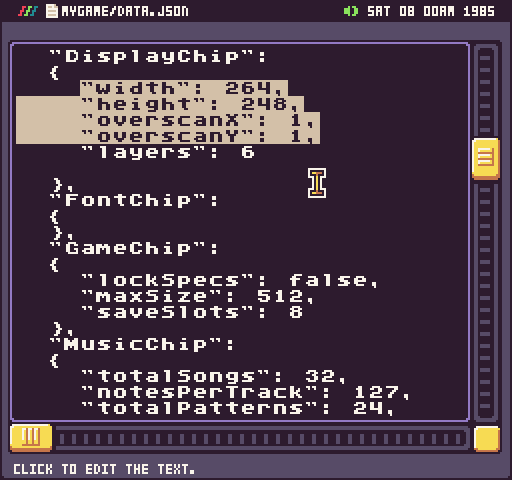 MYGAME/DATA.JSON SAT 08 00AM 1985
"DisplayChip":
{
"width": 264,
"height": 248,
"overscanX": 1,
"overscanY": 1,
"layers": 6
},
"FontChip":
{
},
"GameChip":
{
"lockSpecs": false,
"maxSize": 512,
"saveSlots": 8
},
"MusicChip":
{
"totalSongs": 32,
"notesPerTrack": 127,
"totalPatterns": 24,
CLICK TO EDIT THE TEXT.